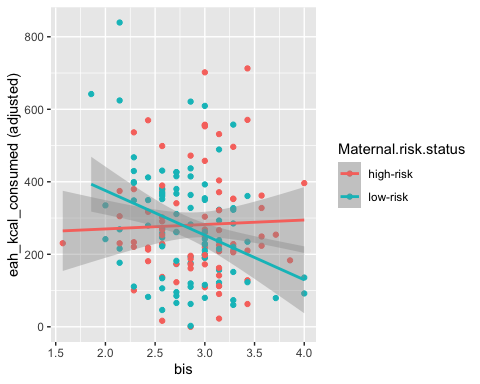 eah_kcal_consumed (adjusted)
800
600
400
200
0
1.5 2.0 2.5 3.0 3.5 4.0
bis
Maternal.risk.status
high-risk
low-risk